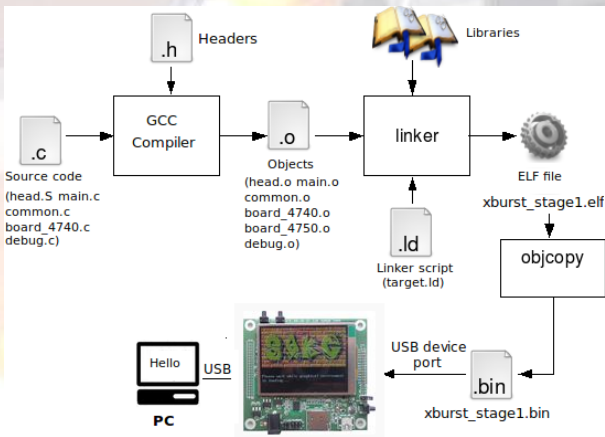 .h
Headers
Libraries
.c
GCC
Compiler
.o
linker
Source code
(head.S main.c
common.c
board_4740.c
debug.c)
Objects
(head.o main.o
common.o
board_4740.o
board_4750.o
debug.o)
ELF file
xburst_stage1.elf
.ld
Linker script
(target.ld)
objcopy
Hello
USB
USB device
port
.bin
PC
xburst_stage1.bin